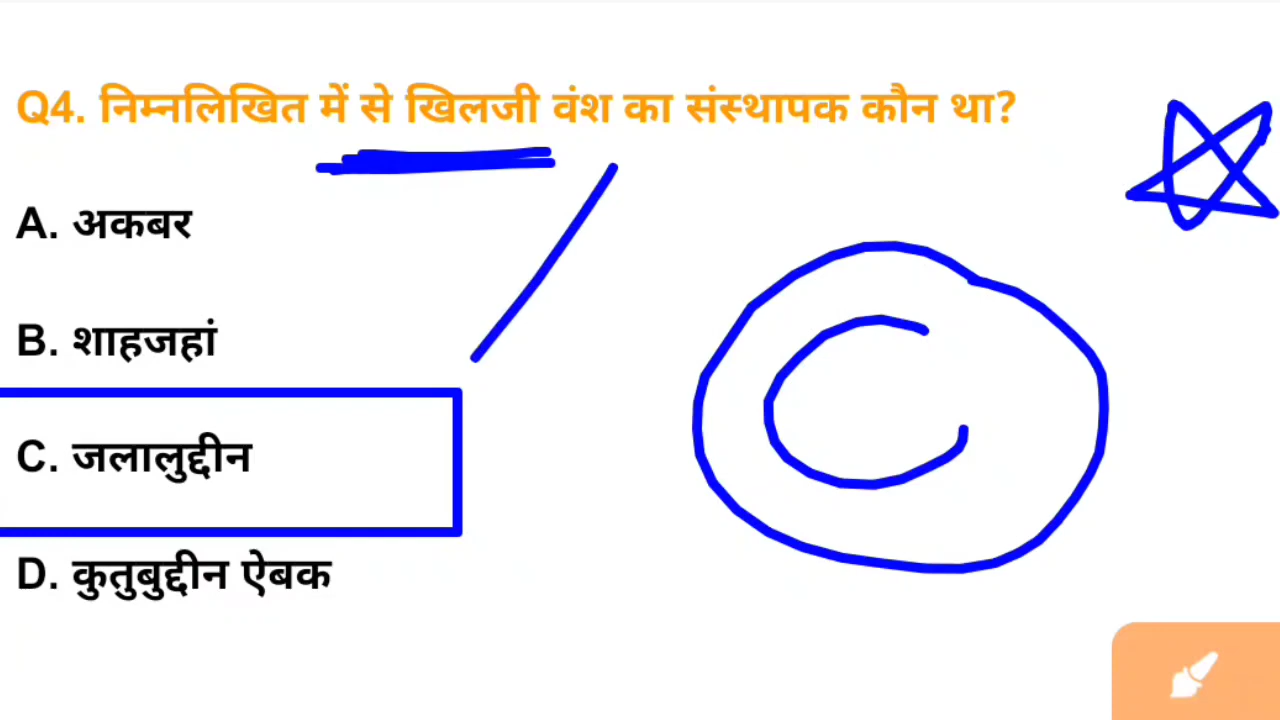 Q4. निम्नलिखित में से खिलजी वंश का संस्थापक कौन था?
A. अकबर
B. शाहजहां
C. जलालुद्दीन
C
D. कुतुबुद्दीन ऐबक